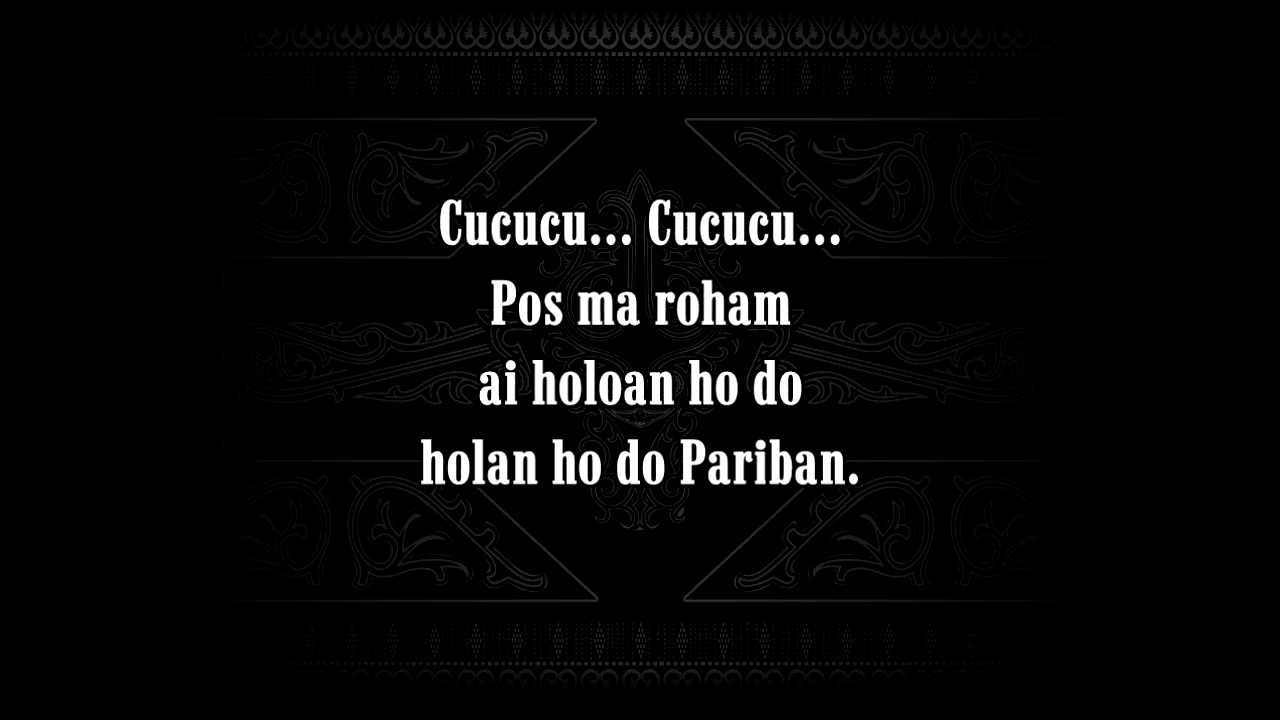 Cucucu... Cucucu...
Pos ma roham
ai holoan ho do
holan ho do Pariban.